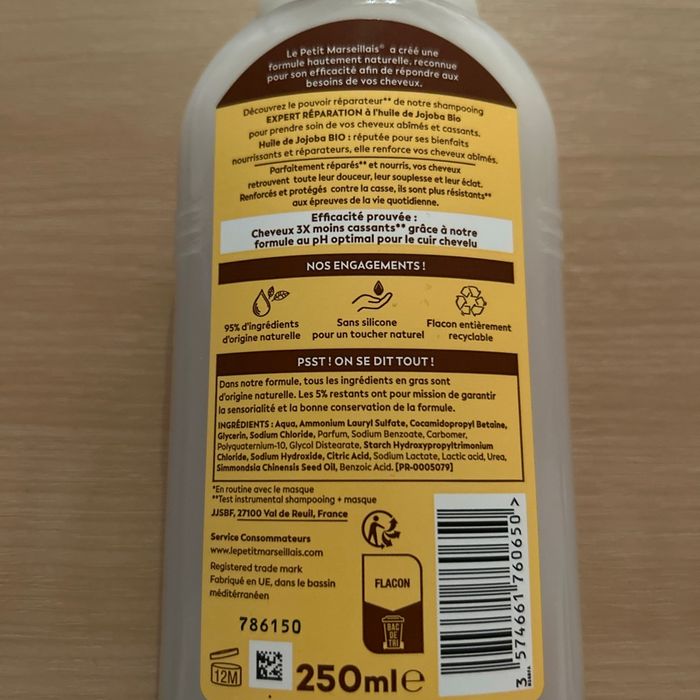 Le Petit Marseillais® a créé une
formule hautement naturelle, reconnue
pour son efficacité afin de répondre aux
besoins de vos cheveux.
Découvrez le pouvoir réparateur** de notre shampooing
EXPERT RÉPARATION à l'huile de Jojoba Bio
pour prendre soin de vos cheveux abîmés et cassants.
Huile de Jojoba BIO : réputée pour ses bienfaits
nourrissants et réparateurs, elle renforce vos cheveux abîmés.
Parfaitement réparés** et nourris, vos cheveux
retrouvent toute leur douceur, leur souplesse et leur éclat.
Renforcés et protégés contre la casse, ils sont plus résistants**
aux épreuves de la vie quotidienne.
Efficacité prouvée :
Cheveux 3X moins cassants** grâce à notre
formule au pH optimal pour le cuir chevelu
NOS ENGAGEMENTS !
95% d'ingrédients
d'origine naturelle
Sans silicone
pour un toucher naturel
Flacon entièrement
recyclable
PSST ! ON SE DIT TOUT !
Dans notre formule, tous les ingrédients en gras sont
d'origine naturelle. Les 5% restants ont pour mission de garantir
la sensorialité et la bonne conservation de la formule.
INGRÉDIENTS : Aqua, Ammonium Lauryl Sulfate, Cocamidopropyl Betaine,
Glycerin, Sodium Chloride, Parfum, Sodium Benzoate, Carbomer,
Polyquaternium-10, Glycol Distearate, Starch Hydroxypropyltrimonium
Chloride, Sodium Hydroxide, Citric Acid, Sodium Lactate, Lactic acid, Urea,
Simmondsia Chinensis Seed Oil, Benzoic Acid. [PR-0005079]
*En routine avec le masque
**Test instrumental shampooing + masque
JJSBF, 27100 Val de Reuil, France
Service Consommateurs
www.lepetitmarseillais.com
Registered trade mark
Fabriqué en UE, dans le bassin
méditerranéen
FLACON
BAC
DE
TRI
786150
12M
250ml e
3 574661 760650 >